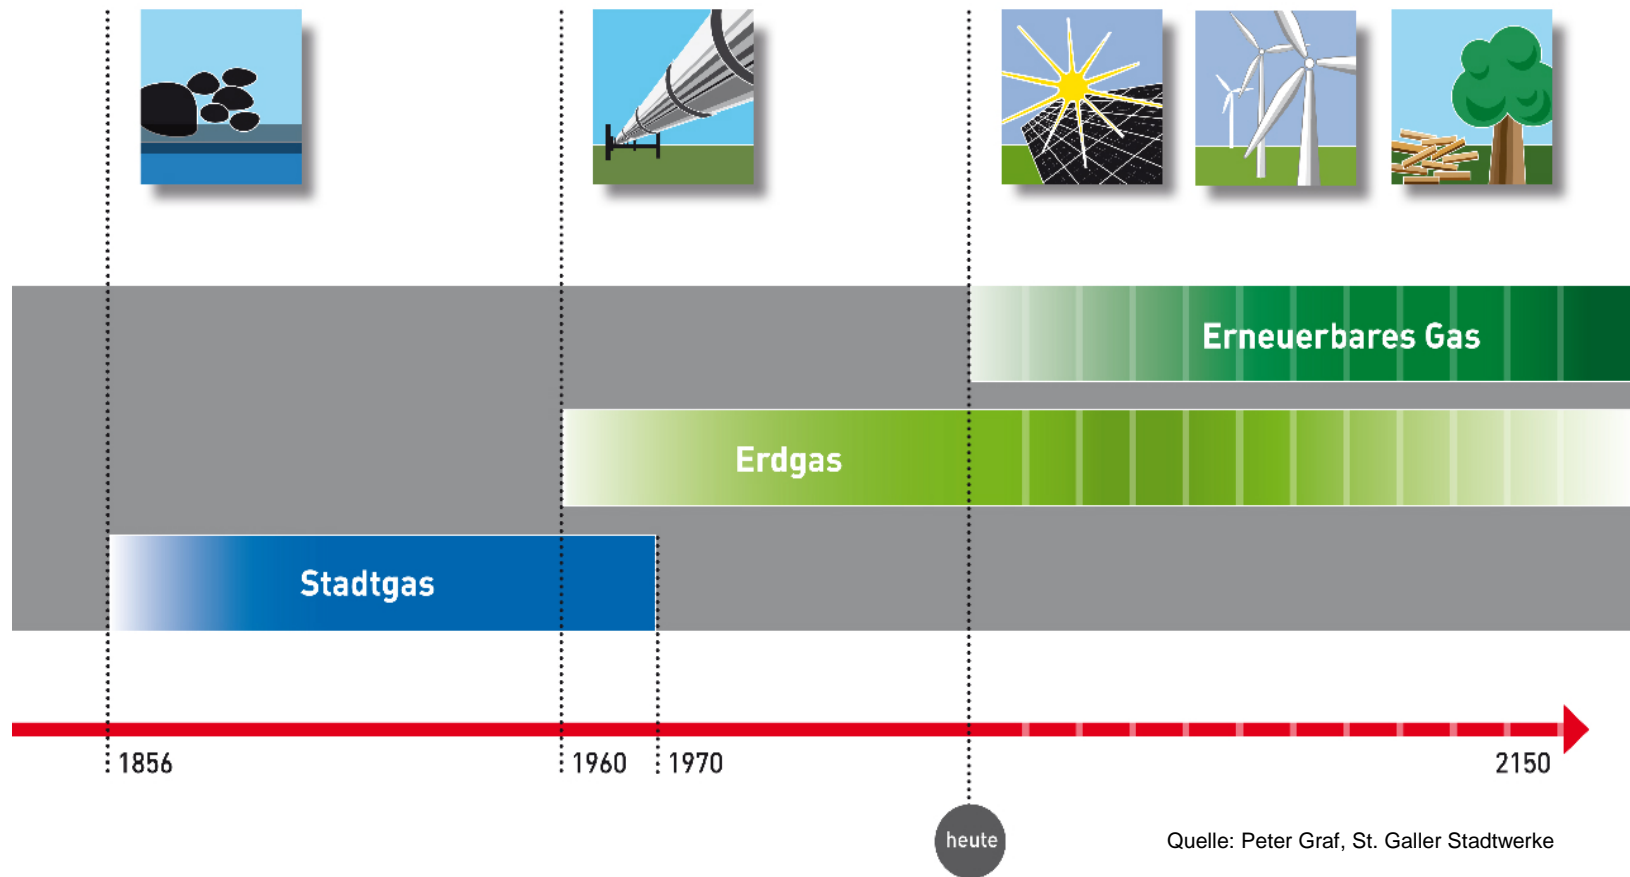 Erneuerbares Gas
Erdgas
Stadtgas
1856
1960
1970
2150
heute
Quelle: Peter Graf, St. Galler Stadtwerke